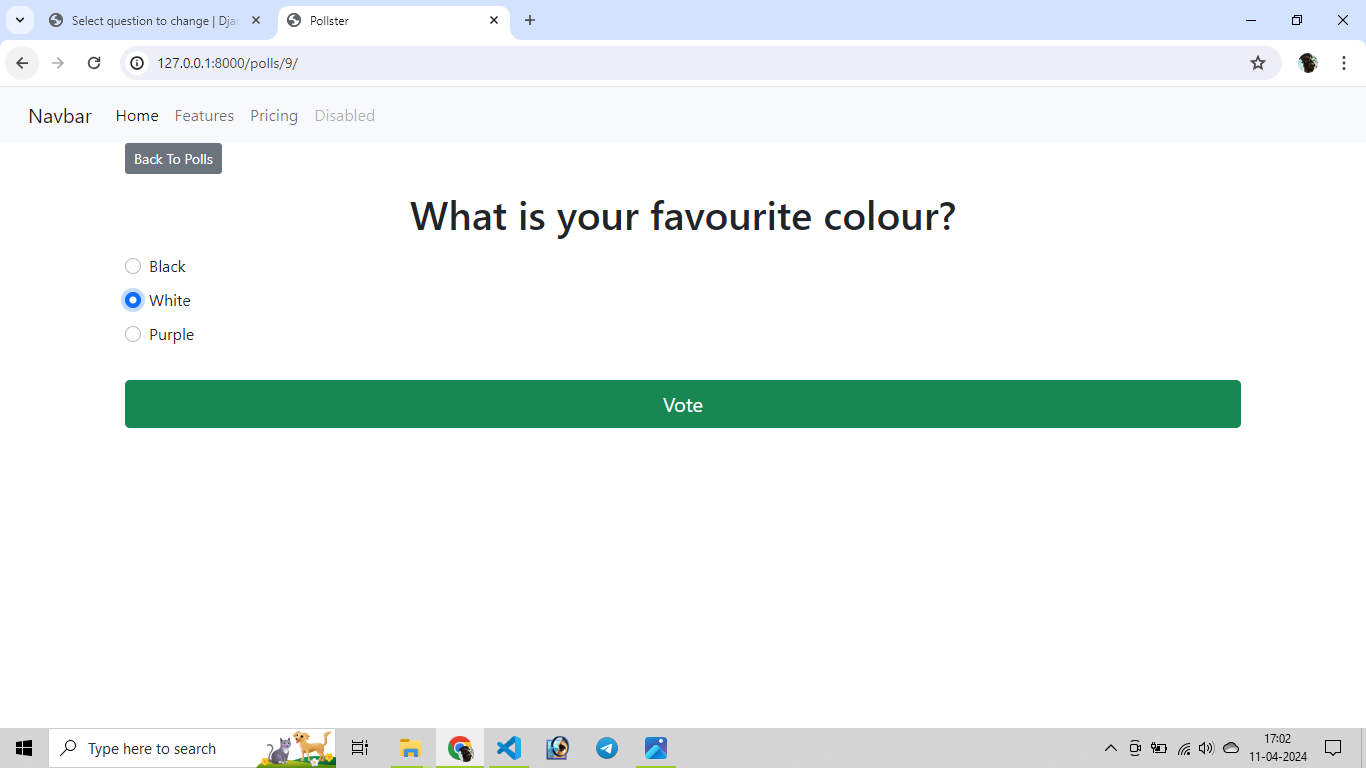 Select question to change | Dja
Pollster
127.0.0.1:8000/polls/9/
Navbar Home Features Pricing Disabled
Back To Polls
What is your favourite colour?
Black
White
Purple
Vote
Type here to search
17:02
11-04-2024